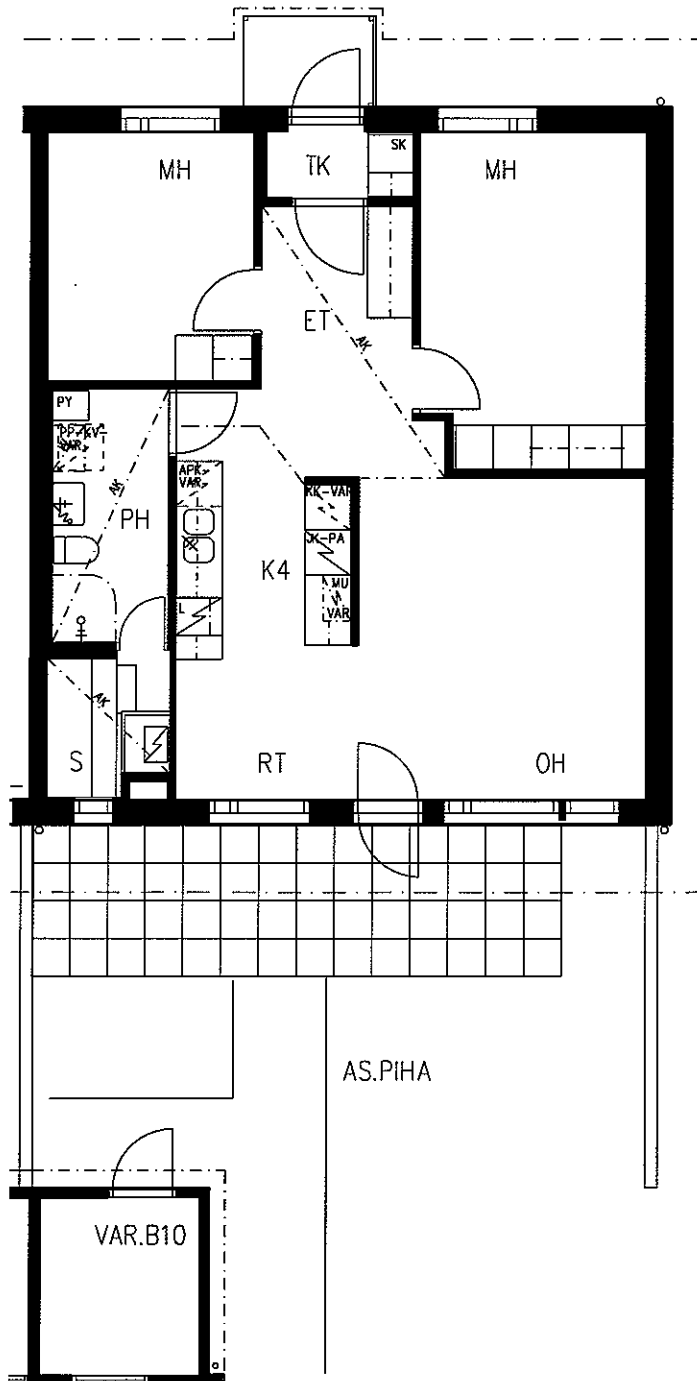 MH
TK
SK
MH
ET
AK
PY
VAR.
AK
PH
APK-
VAR.
KK-VAR
JK-PA
K4
MU
VAR
L
AK
S
RT
OH
AS.PIHA
VAR.B10